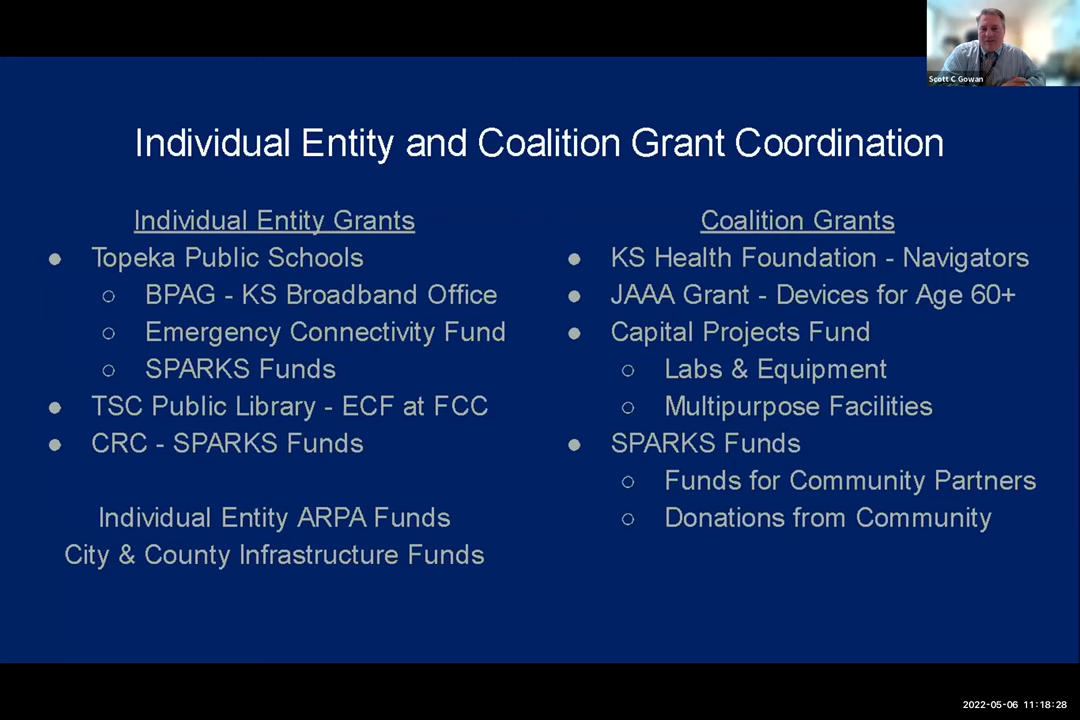 Scott C Gowan
Individual Entity and Coalition Grant Coordination
Individual Entity Grants
● Topeka Public Schools
○ BPAG - KS Broadband Office
○ Emergency Connectivity Fund
○ SPARKS Funds
● TSC Public Library - ECF at FCC
● CRC - SPARKS Funds
Individual Entity ARPA Funds
City & County Infrastructure Funds
Coalition Grants
● KS Health Foundation - Navigators
● JAAA Grant - Devices for Age 60+
● Capital Projects Fund
○ Labs & Equipment
○ Multipurpose Facilities
● SPARKS Funds
○ Funds for Community Partners
○ Donations from Community
2022-05-06 11:18:28